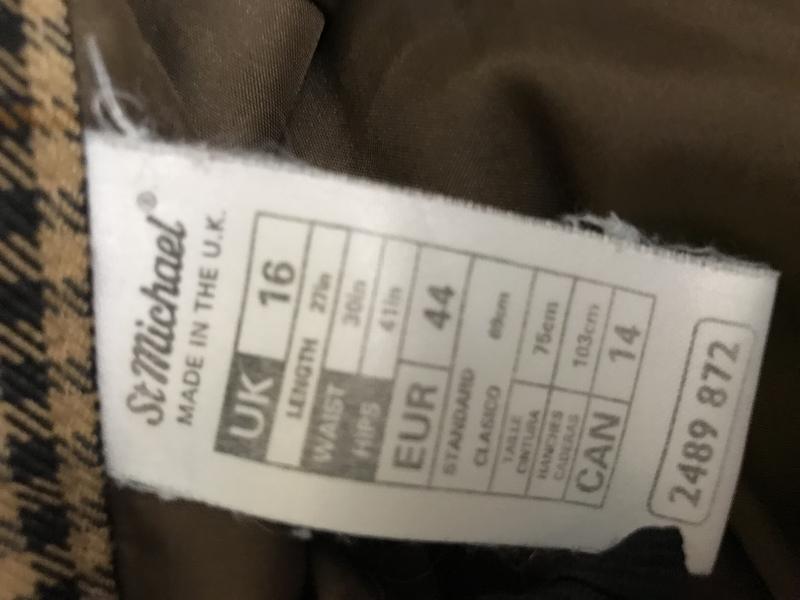 St Michael®
MADE IN THE U.K.
UK 16
LENGTH 27in
WAIST 30in
HIPS 41in
EUR 44
STANDARD
CLASICO 69cm
TAILLE
CINTURA 76cm
HANCHES
CADERAS 103cm
CAN 14
2489 872